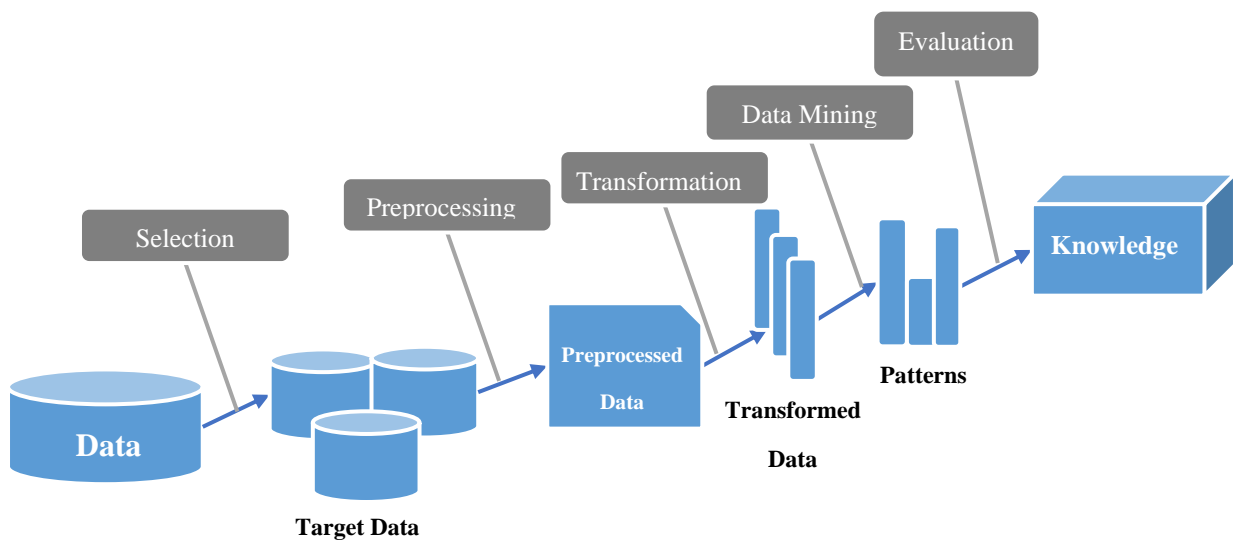 Evaluation
Data Mining
Transformation
Preprocessing
Selection
Knowledge
Preprocessed
Data
Patterns
Transformed
Data
Data
Target Data